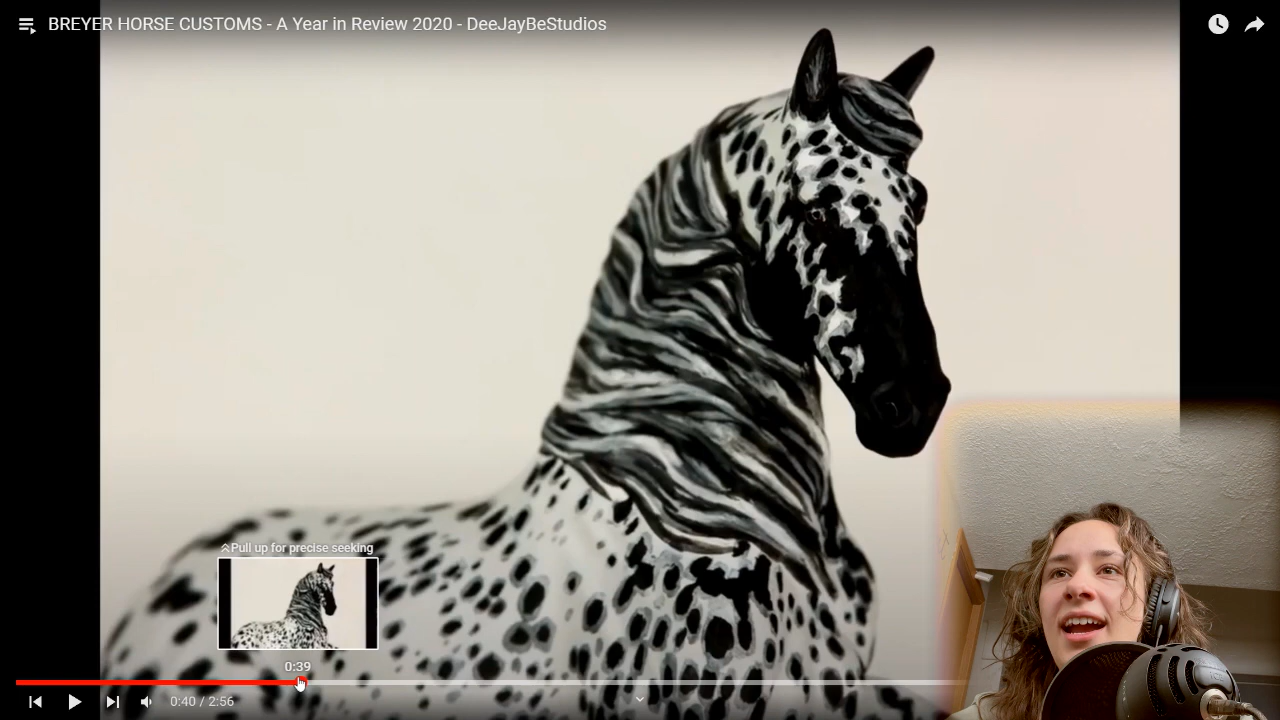 BREYER HORSE CUSTOMS - A Year in Review 2020 - DeeJayBeStudios
Pull up for precise seeking
0:39
0:40 / 2:56